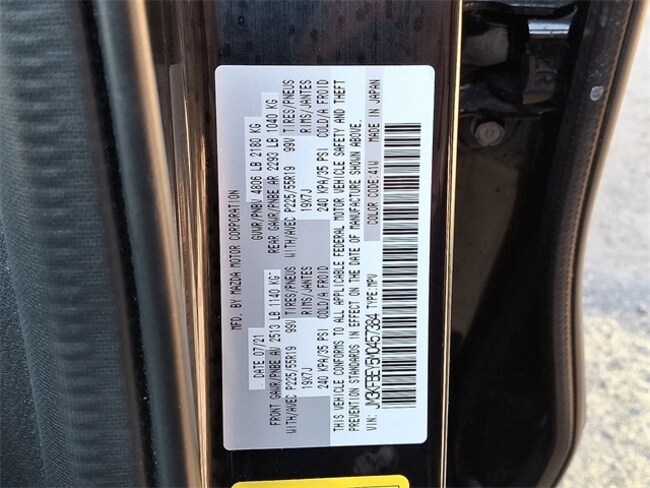 MFD. BY MAZDA MOTOR CORPORATION
DATE 07/21 GVWR/PNBV 4806 LB 2180 KG
FRONT GAWR/PNBE AV 2513 LB 1140 KG REAR GAWR/PNBE AR 2293 LB 1040 KG
WITH/AVEC P225/55R19 99V TIRES/PNEUS WITH/AVEC P225/55R19 99V TIRES/PNEUS
19X7J RIMS/JANTES 19X7J RIMS/JANTES
240 KPA/35 PSI COLD/A FROID 240 KPA/35 PSI COLD/A FROID
THIS VEHICLE CONFORMS TO ALL APPLICABLE FEDERAL MOTOR VEHICLE SAFETY AND THEFT
PREVENTION STANDARDS IN EFFECT ON THE DATE OF MANUFACTURE SHOWN ABOVE.
VIN: JM3KFBEY6M0457384 TYPE:MPV COLOR CODE:41W MADE IN JAPAN